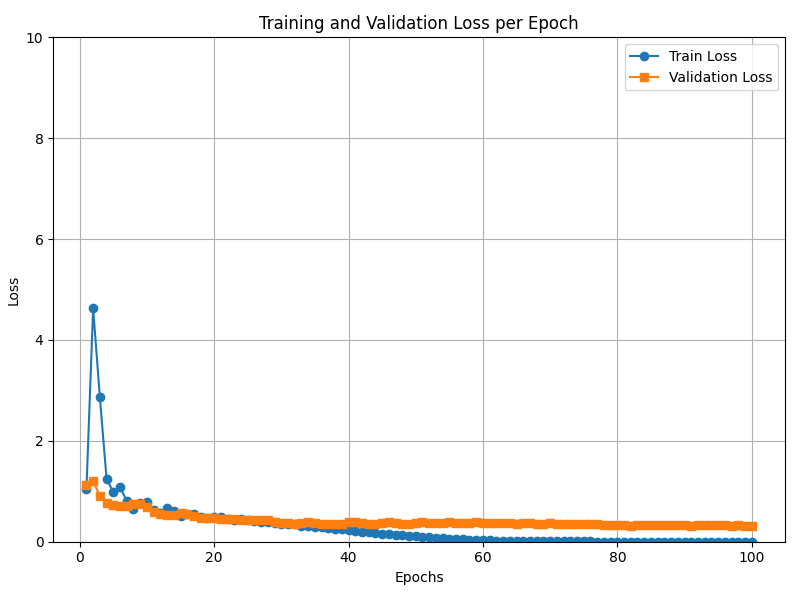 Training and Validation Loss per Epoch
10
8
6
4
2
0
Loss
Train Loss
Validation Loss
0 20 40 60 80 100
Epochs